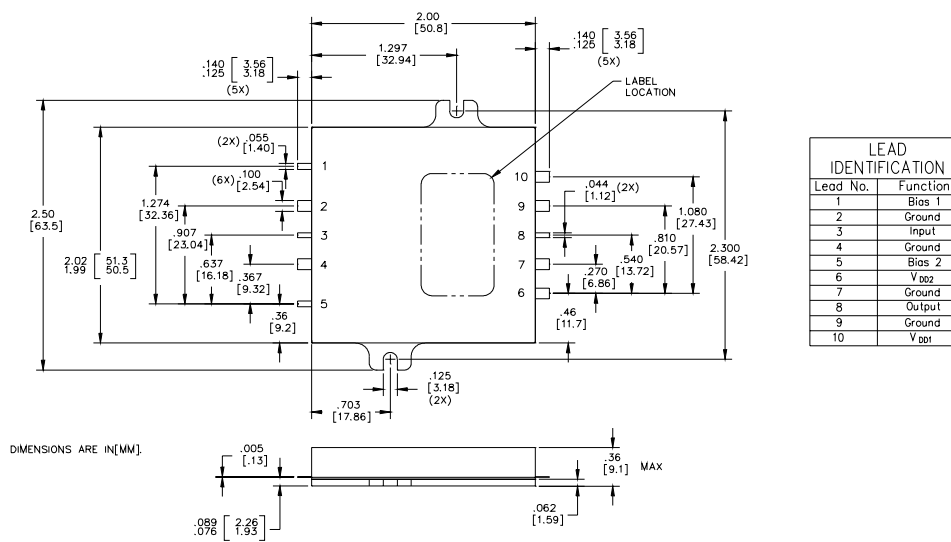 2.00
[50.8]
1.297
[32.94]
.140 [3.56
.125 3.18]
(5X)
.140 [3.56
.125 3.18]
(5X)
LABEL
LOCATION
(2X) .055
[1.40]
(6X) .100
[2.54]
1.274
[32.36]
.907
[23.04]
.637
[16.18]
.367
[9.32]
.36
[9.2]
2.50
[63.5]
2.02 [51.3
1.99 50.5]
1
2
3
4
5
10
9
8
7
6
.044 (2X)
[1.12]
1.080
[27.43]
.810
[20.57]
.540
[13.72]
.270
[6.86]
.46
[11.7]
2.300
[58.42]
.125
[3.18]
(2X)
.703
[17.86]
LEAD
IDENTIFICATION
Lead No. Function
1 Bias 1
2 Ground
3 Input
4 Ground
5 Bias 2
6 VDD2
7 Ground
8 Output
9 Ground
10 VDD1
DIMENSIONS ARE IN[MM].
.005
[.13]
.36
[9.1] MAX
.089 [2.26
.076 1.93]
.062
[1.59]